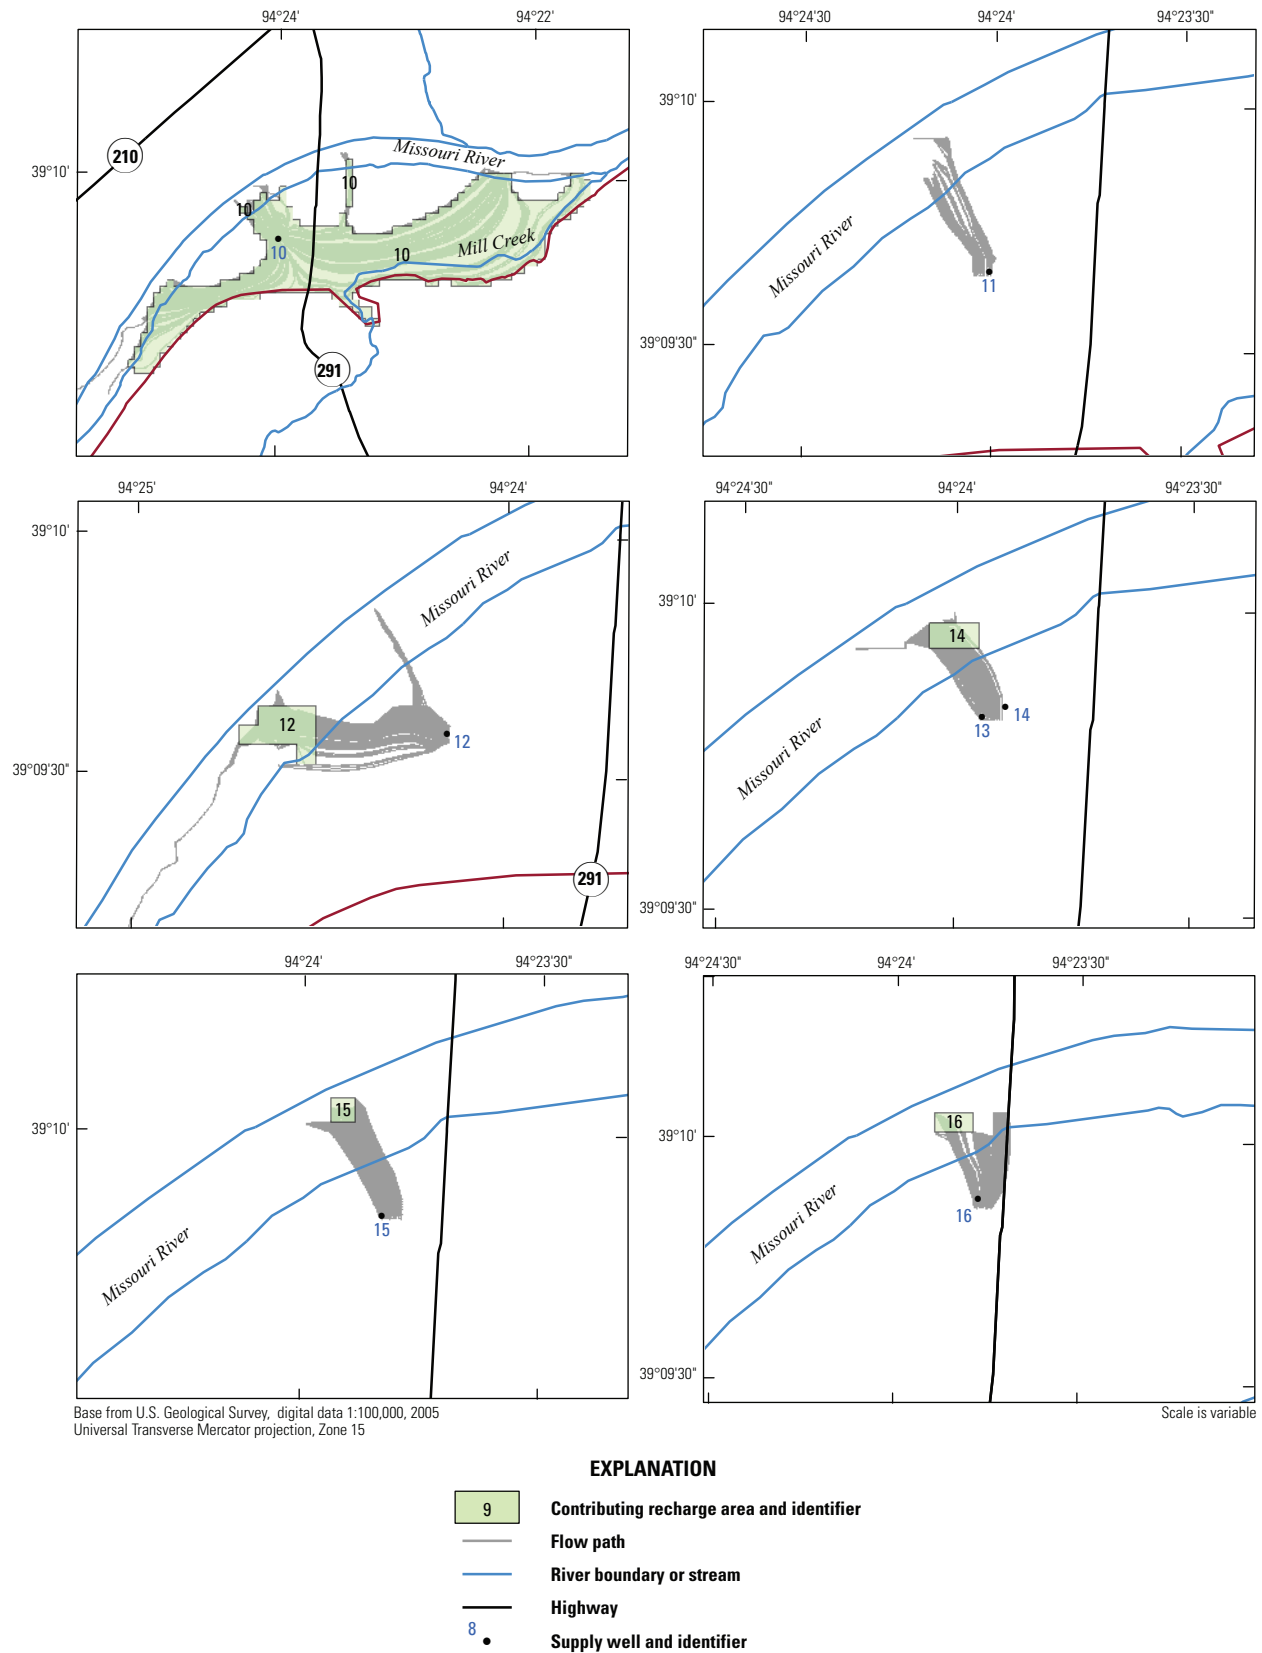 94°24'
94°22'
39°10'
210
Missouri River
10
10
10
10
Mill Creek
291
94°24'30
94°24'
94°23'30"
39°10'
Missouri River
11
39°09'30"
94°25'
94°24'
39°10'
Missouri River
12
12
39°09'30"
291
94°24'30"
94°24'
94°23'30"
39°10'
14
14
13
Missouri River
39°09'30"
94°24'
94°23'30"
39°10'
15
15
Missouri River
94°24'30"
94°24'
94°23'30"
39°10'
16
16
Missouri River
39°09'30"
Base from U.S. Geological Survey, digital data 1:100,000, 2005
Universal Transverse Mercator projection, Zone 15
Scale is variable
EXPLANATION
9 Contributing recharge area and identifier
Flow path
River boundary or stream
Highway
8 Supply well and identifier